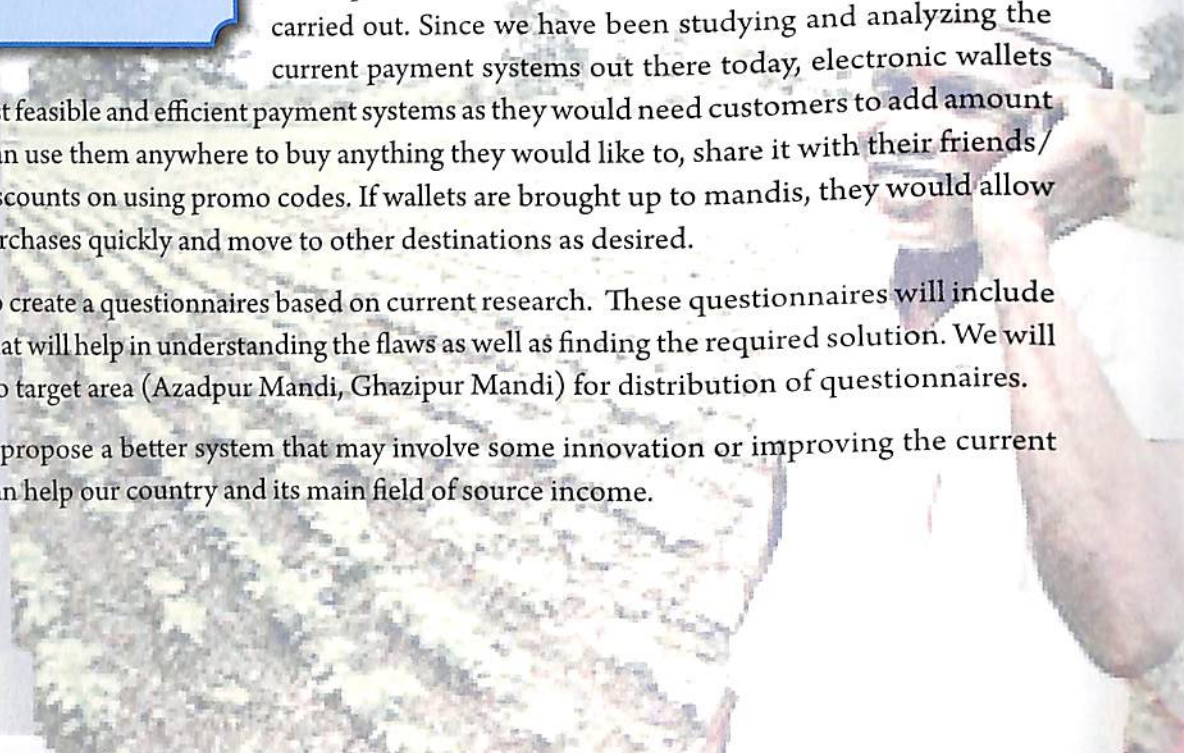 carried out. Since we have been studying and analyzing the
current payment systems out there today, electronic wallets
feasible and efficient payment systems as they would need customers to add amount
use them anywhere to buy anything they would like to, share it with their friends/
on using promo codes. If wallets are brought up to mandis, they would allow
quickly and move to other destinations as desired.
create a questionnaires based on current research. These questionnaires will include
will help in understanding the flaws as well as finding the required solution. We will
target area (Azadpur Mandi, Ghazipur Mandi) for distribution of questionnaires.
propose a better system that may involve some innovation or improving the current
help our country and its main field of source income.